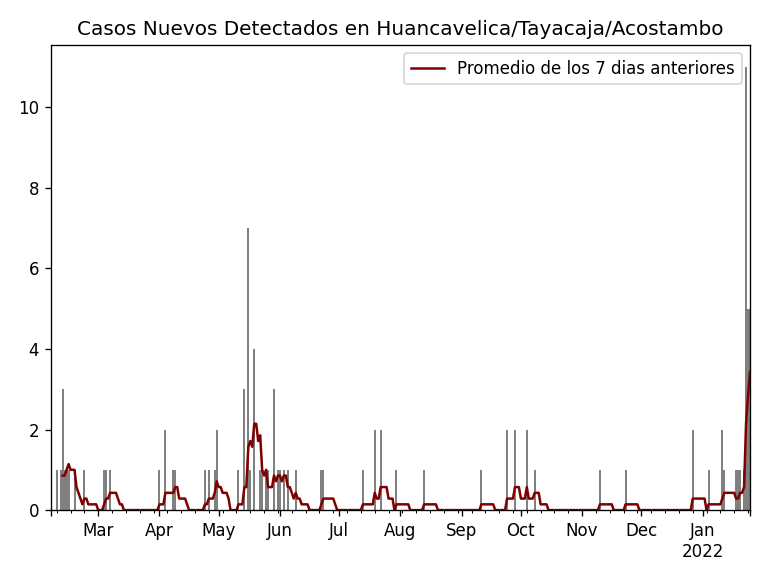 Casos Nuevos Detectados en Huancavelica/Tayacaja/Acostambo
Promedio de los 7 dias anteriores
10
8
6
4
2
0
Mar Apr May Jun Jul Aug Sep Oct Nov Dec Jan
2022